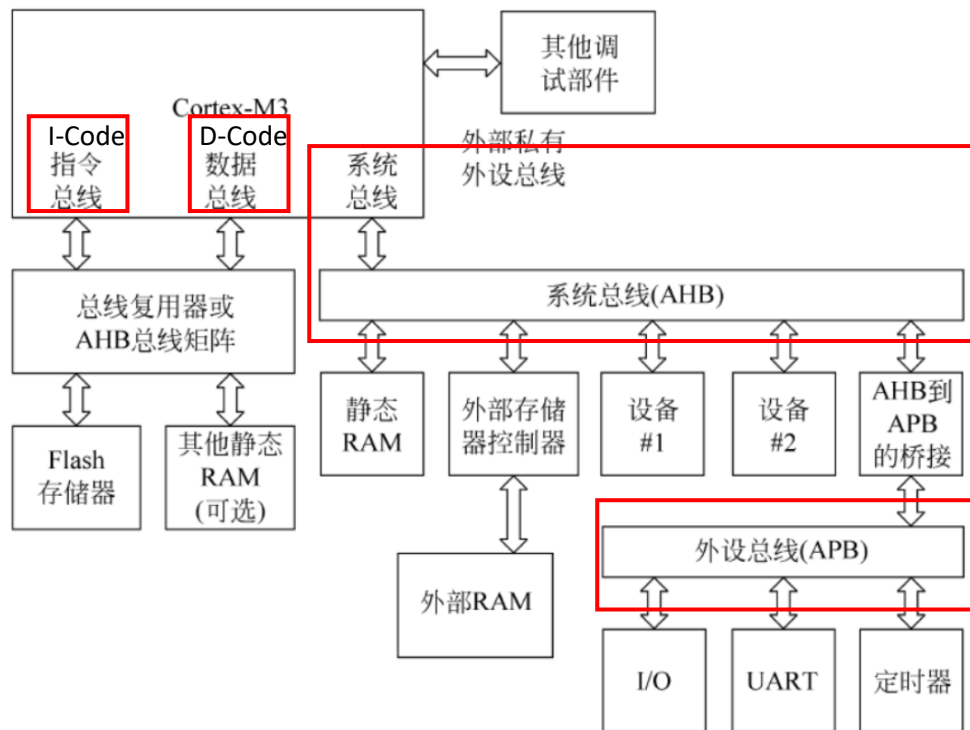 其他调
试部件
Cortex-M3
I-Code
指令
总线
D-Code
数据
总线
系统
总线
外部私有
外设总线
总线复用器或
AHB总线矩阵
系统总线(AHB)
Flash
存储器
其他静态
RAM
(可选)
静态
RAM
外部存储
器控制器
设备
#1
设备
#2
AHB到
APB
的桥接
外部RAM
外设总线(APB)
I/O
UART
定时器